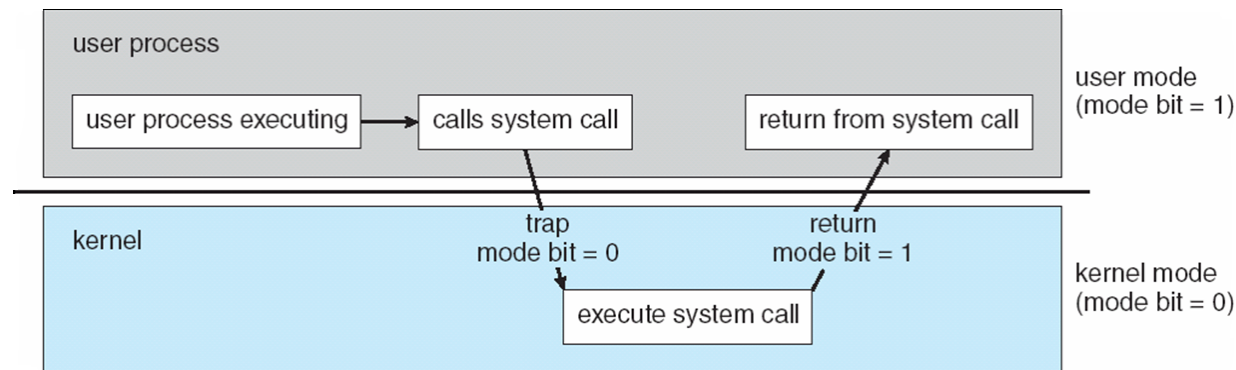 user process
user process executing
calls system call
return from system call
user mode
(mode bit = 1)
trap
mode bit = 0
return
mode bit = 1
kernel
execute system call
kernel mode
(mode bit = 0)